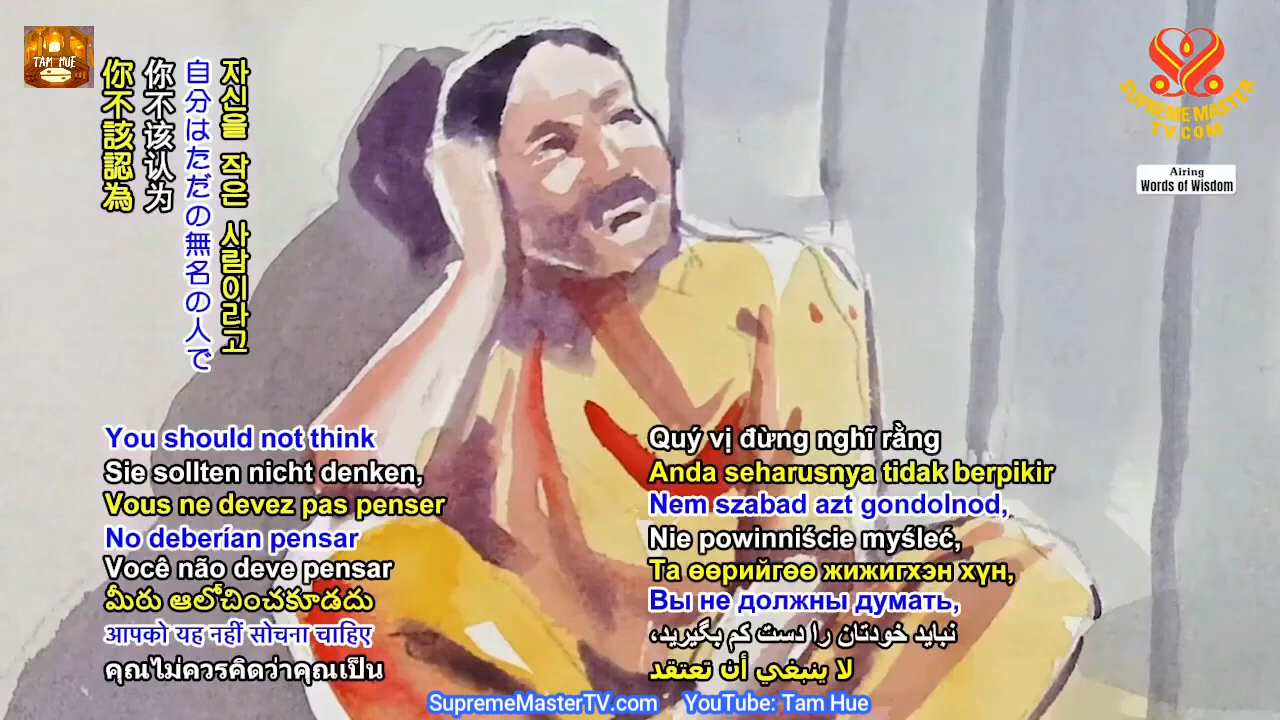 TAM HUE
SUPREME MASTER
TV.COM
Airing
Words of Wisdom
你不該認為
你不该认为
自分はただの無名の人で
자신을 작은 사람이라고
You should not think
Sie sollten nicht denken,
Vous ne devez pas penser
No deberían pensar
Você não deve pensar
మీరు ఆలోచించకూడదు
आपको यह नहीं सोचना चाहिए
คุณไม่ควรคิดว่าคุณเป็น
Quý vị đừng nghĩ rằng
Anda seharusnya tidak berpikir
Nem szabad azt gondolnod,
Nie powinniście myśleć,
Та өөрийгөө жижигхэн хүн,
Вы не должны думать,
نباید خودتان را دست کم بگیرید،
لا ينبغي أن تعتقد
SupremeMasterTV.com YouTube: Tam Hue